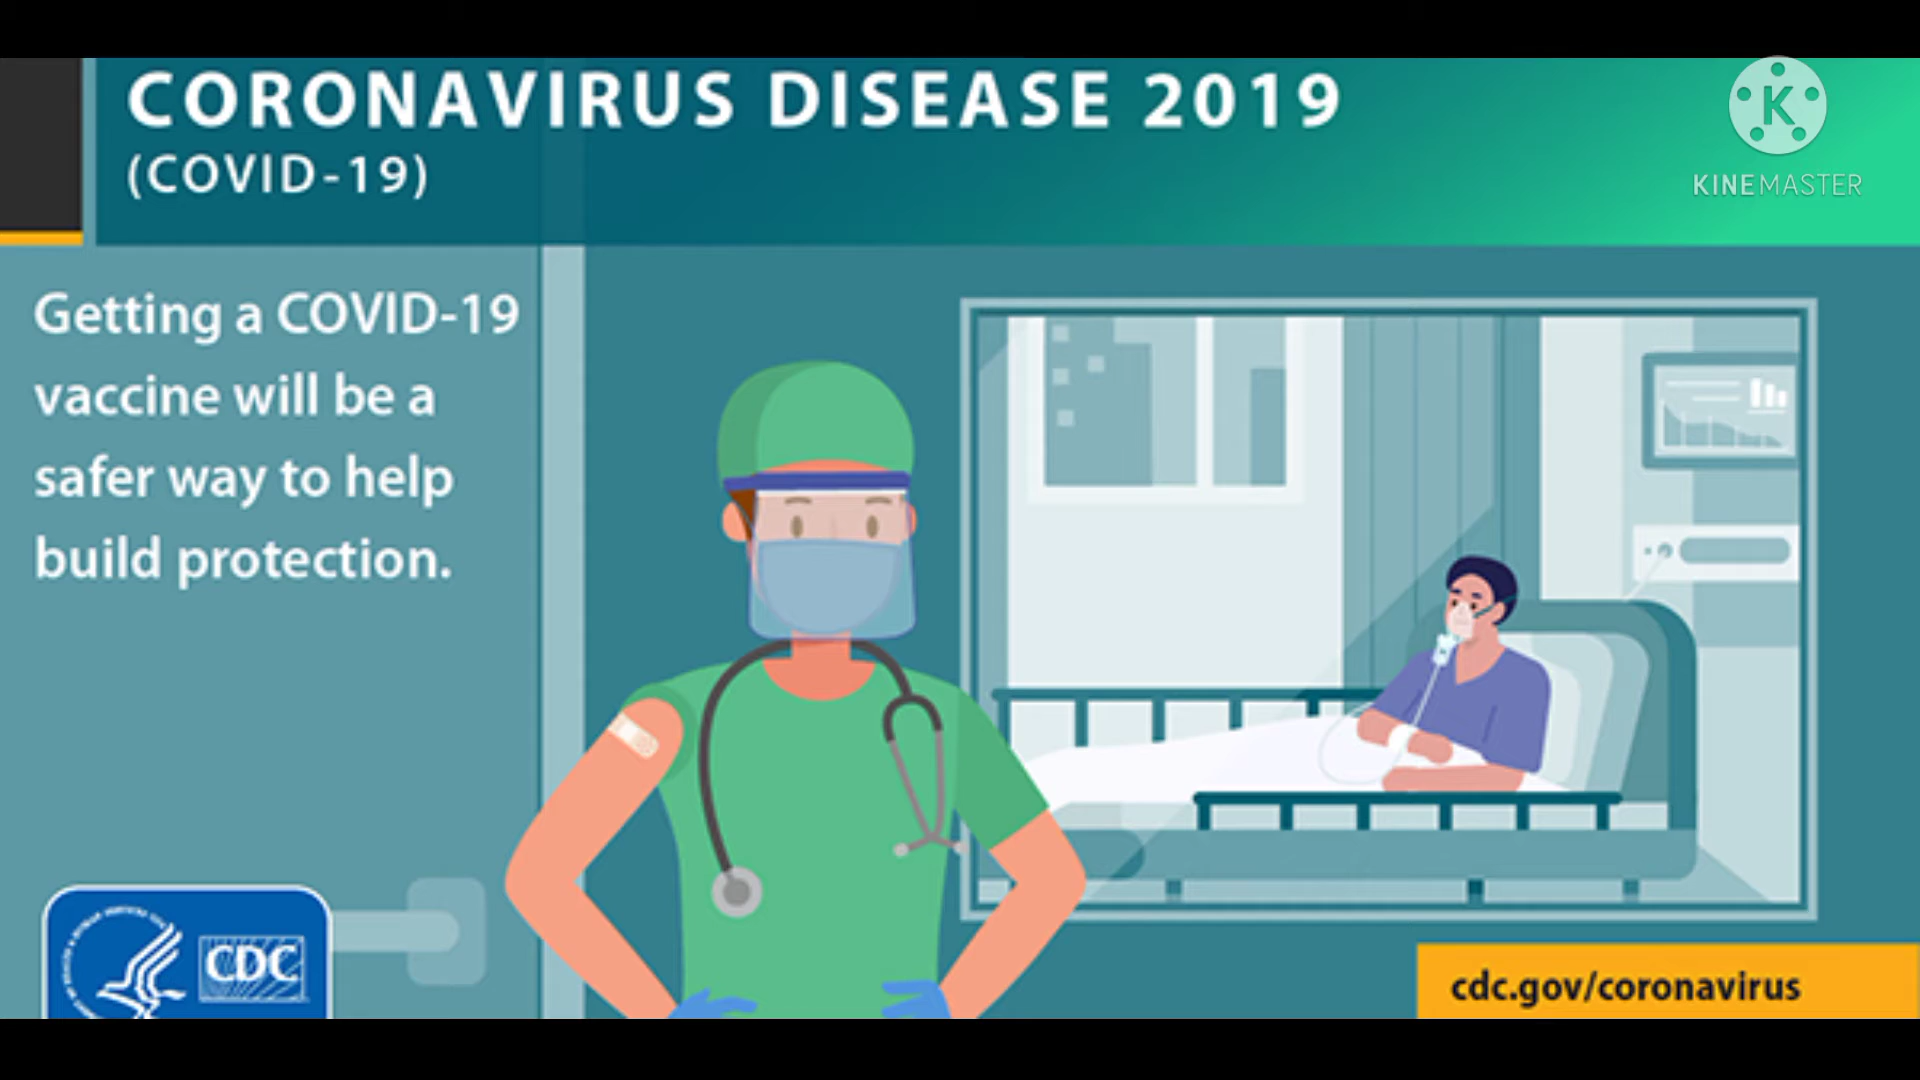 CORONAVIRUS DISEASE 2019
(COVID-19)
KINEMASTER
Getting a COVID-19
vaccine will be a
safer way to help
build protection.
CDC
cdc.gov/coronavirus